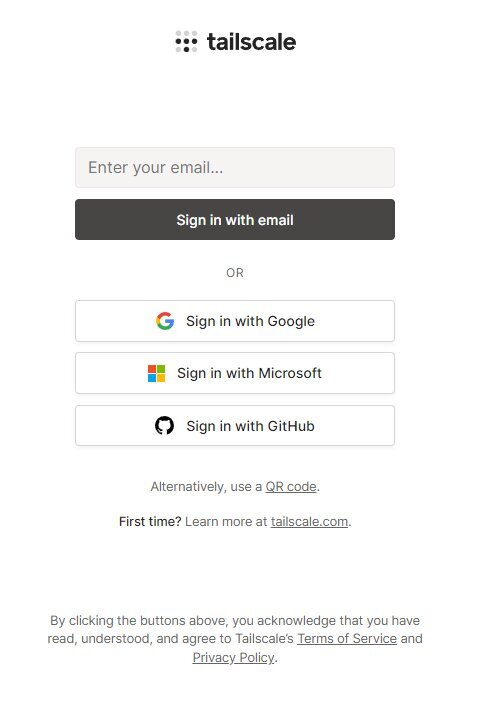 tailscale
Enter your email...
Sign in with email
OR
Sign in with Google
Sign in with Microsoft
Sign in with GitHub
Alternatively, use a QR code.
First time? Learn more at tailscale.com.
By clicking the buttons above, you acknowledge that you have
read, understood, and agree to Tailscale’s Terms of Service and
Privacy Policy.